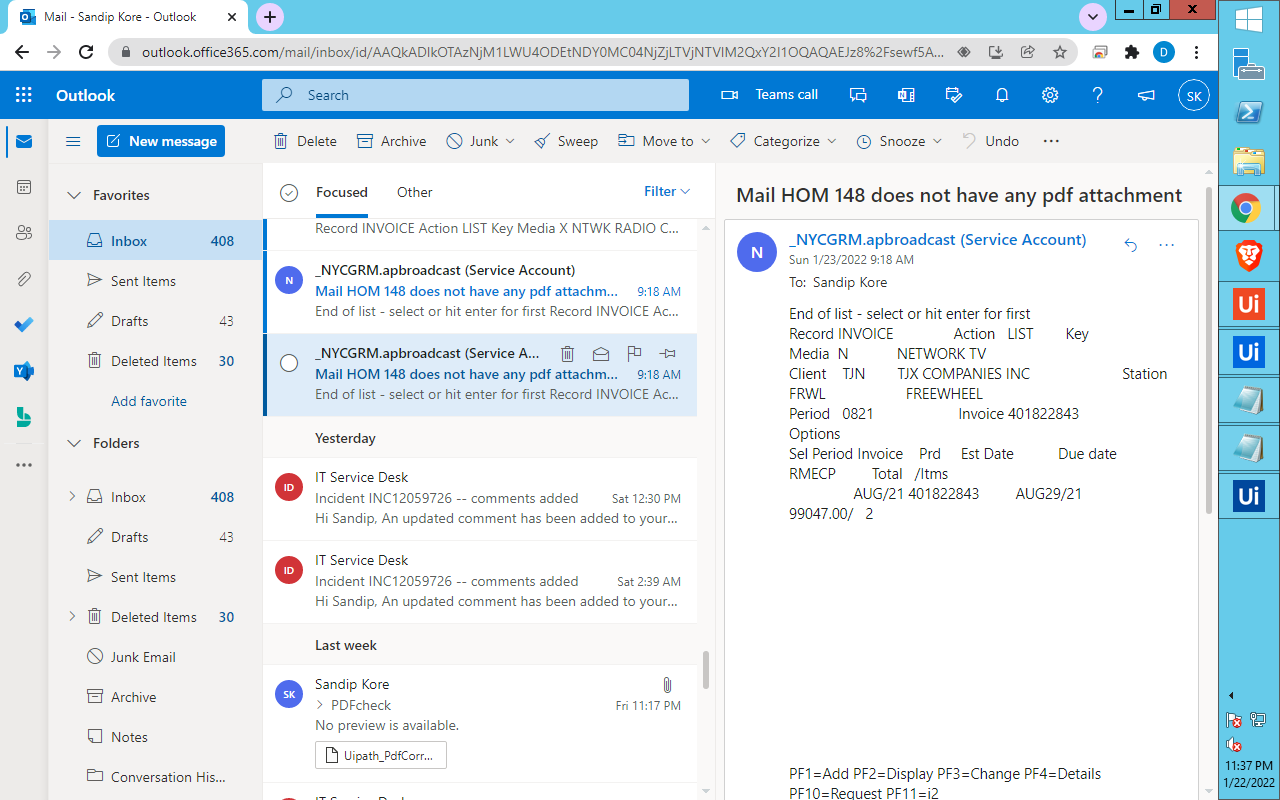 Mail - Sandip Kore - Outlook
outlook.office365.com/mail/inbox/id/AAQkADIkOTAzNjM1LWU4ODEtNDY0MC04NjZjLTVjNTVlM2QxY2I1OQAQAEJz8%2Fsewf5A...
D
Outlook
Search
Teams call
SK
New message
Delete
Archive
Junk
Sweep
Move to
Categorize
Snooze
Undo
Favorites
Inbox 408
Sent Items
Drafts 43
Deleted Items 30
Add favorite
Folders
Inbox 408
Drafts 43
Sent Items
Deleted Items 30
Junk Email
Archive
Notes
Conversation His...
Focused
Other
Filter
Record INVOICE Action LIST Key Media X NTWK RADIO C...
N
_NYCGRM.apbroadcast (Service Account)
Mail HOM 148 does not have any pdf attachm... 9:18 AM
End of list - select or hit enter for first Record INVOICE Ac...
_NYCGRM.apbroadcast (Service A...
Mail HOM 148 does not have any pdf attachm... 9:18 AM
End of list - select or hit enter for first Record INVOICE Ac...
Yesterday
ID
IT Service Desk
Incident INC12059726 -- comments added Sat 12:30 PM
Hi Sandip, An updated comment has been added to your...
ID
IT Service Desk
Incident INC12059726 -- comments added Sat 2:39 AM
Hi Sandip, An updated comment has been added to your...
Last week
SK
Sandip Kore
> PDFcheck Fri 11:17 PM
No preview is available.
Uipath_PdfCorr...
IT Service Desk
Mail HOM 148 does not have any pdf attachment
N
_NYCGRM.apbroadcast (Service Account)
Sun 1/23/2022 9:18 AM
To: Sandip Kore
End of list - select or hit enter for first
Record INVOICE Action LIST Key
Media N NETWORK TV
Client TJN TJX COMPANIES INC Station
FRWL FREEWHEEL
Period 0821 Invoice 401822843
Options
Sel Period Invoice Prd Est Date Due date
RMECP Total /Itms
AUG/21 401822843 AUG29/21
99047.00/ 2
PF1=Add PF2=Display PF3=Change PF4=Details
PF10=Request PF11=i2
Ui
Ui
Ui
11:37 PM
1/22/2022